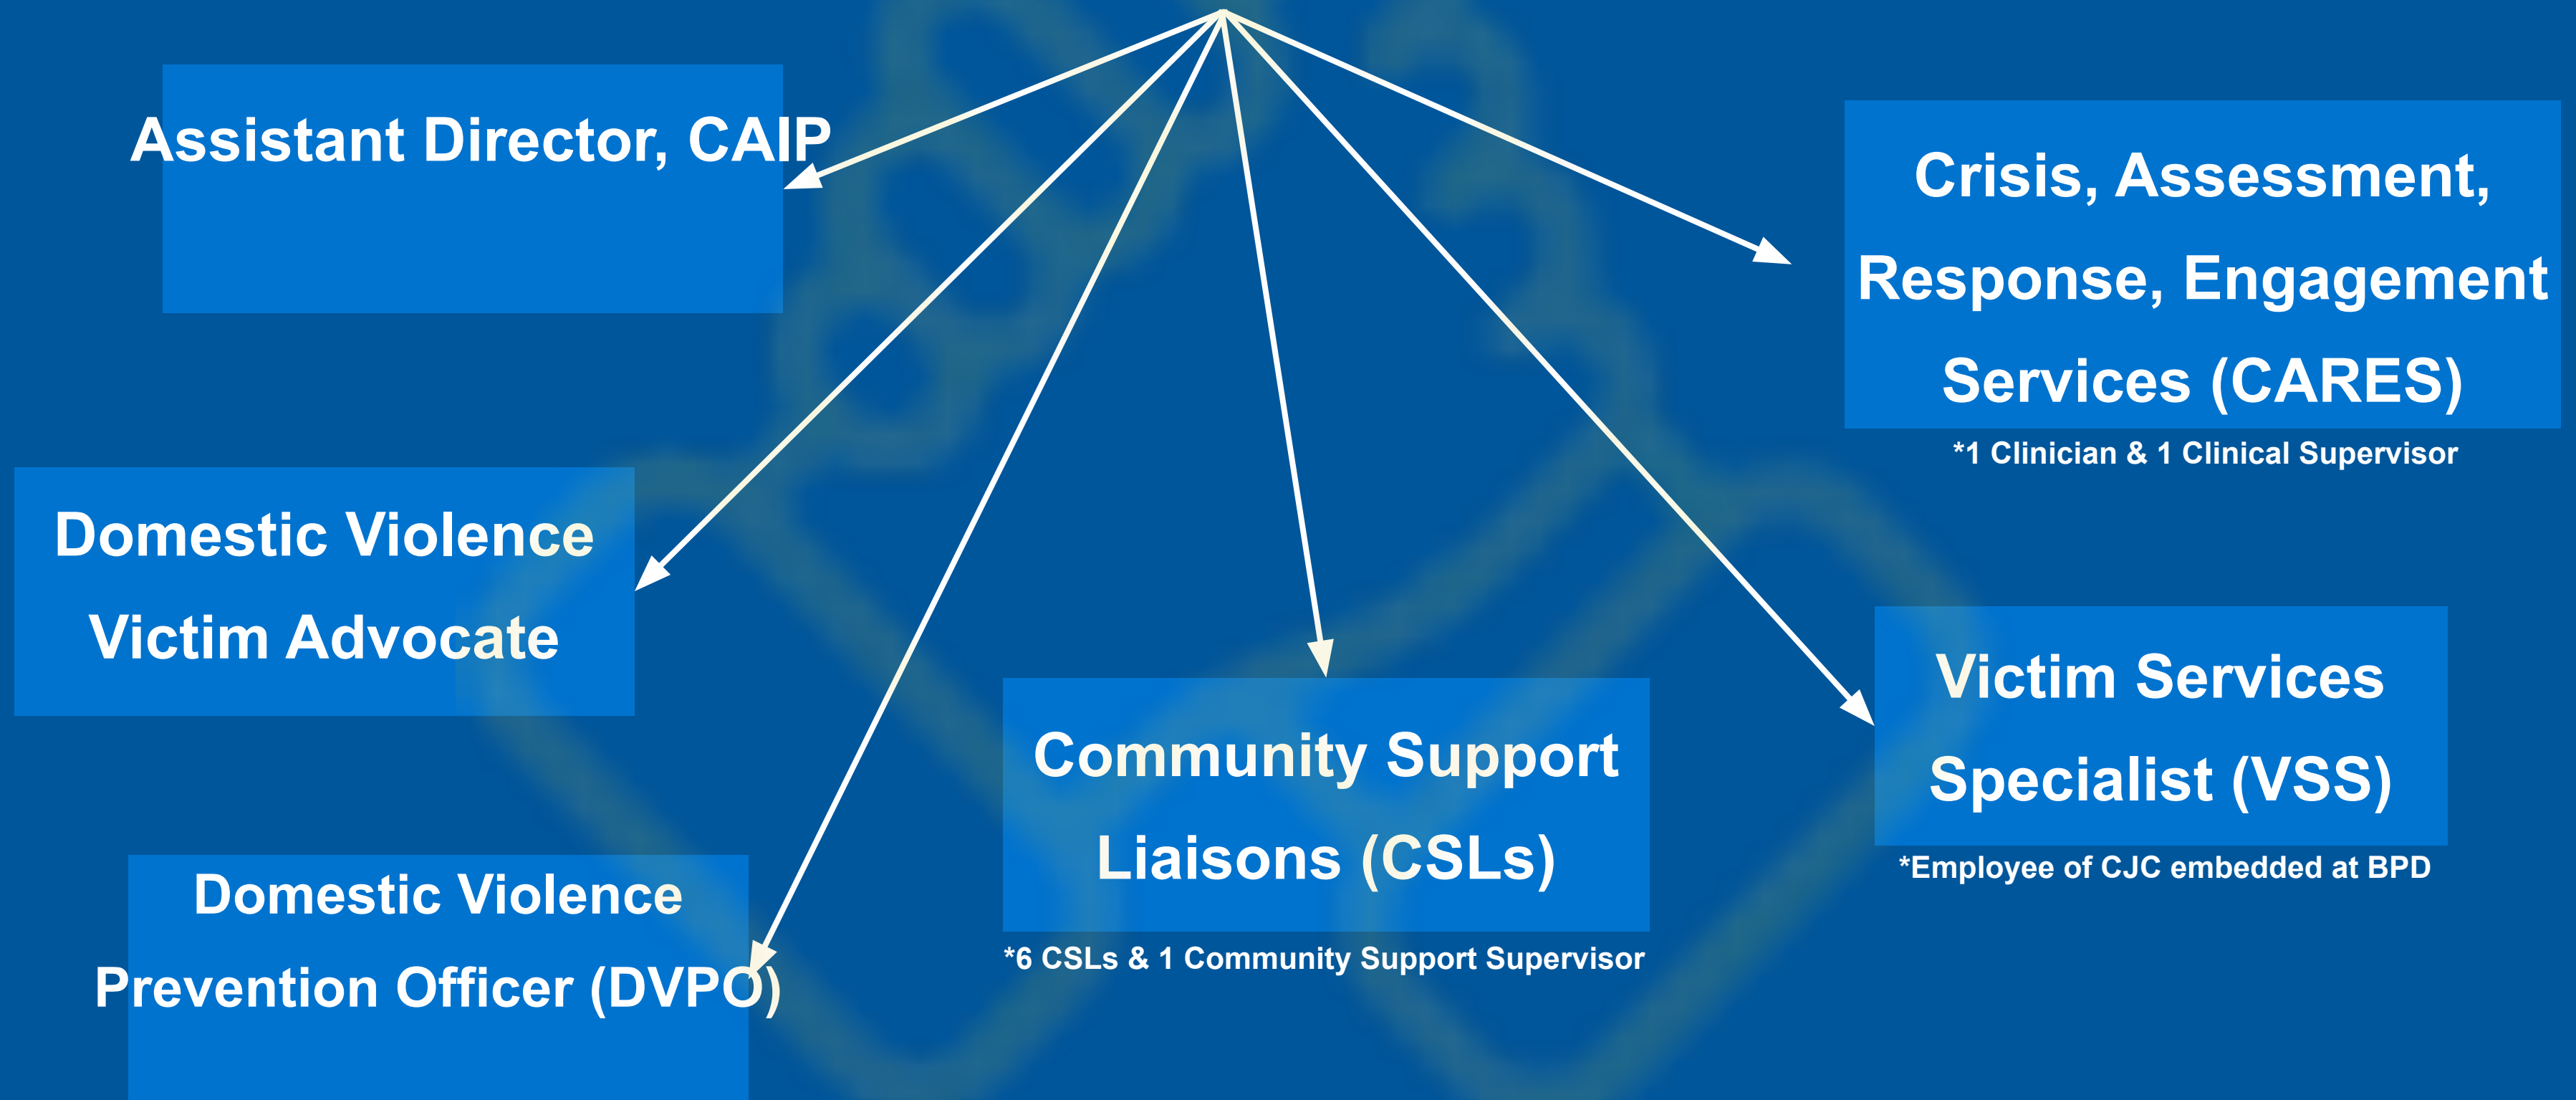 Assistant Director, CAIP
Crisis, Assessment,
Response, Engagement
Services (CARES)
*1 Clinician & 1 Clinical Supervisor
Domestic Violence
Victim Advocate
Victim Services
Specialist (VSS)
*Employee of CJC embedded at BPD
Community Support
Liaisons (CSLs)
*6 CSLs & 1 Community Support Supervisor
Domestic Violence
Prevention Officer (DVPO)